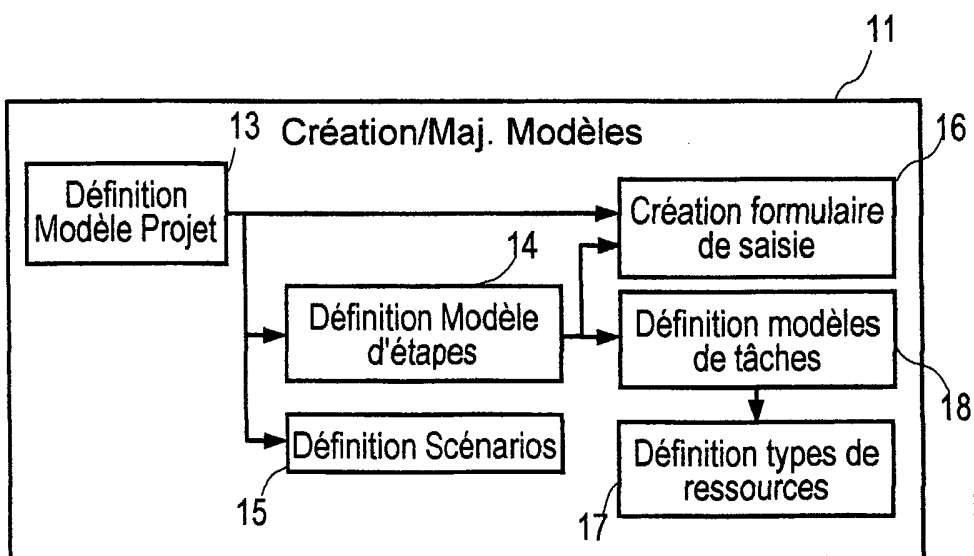 11
Création/Maj. Modèles
13
Définition
Modèle Projet
16
Création formulaire
de saisie
14
Définition Modèle
d'étapes
Définition modèles
de tâches
18
Définition Scénarios
15
Définition types de
ressources
17